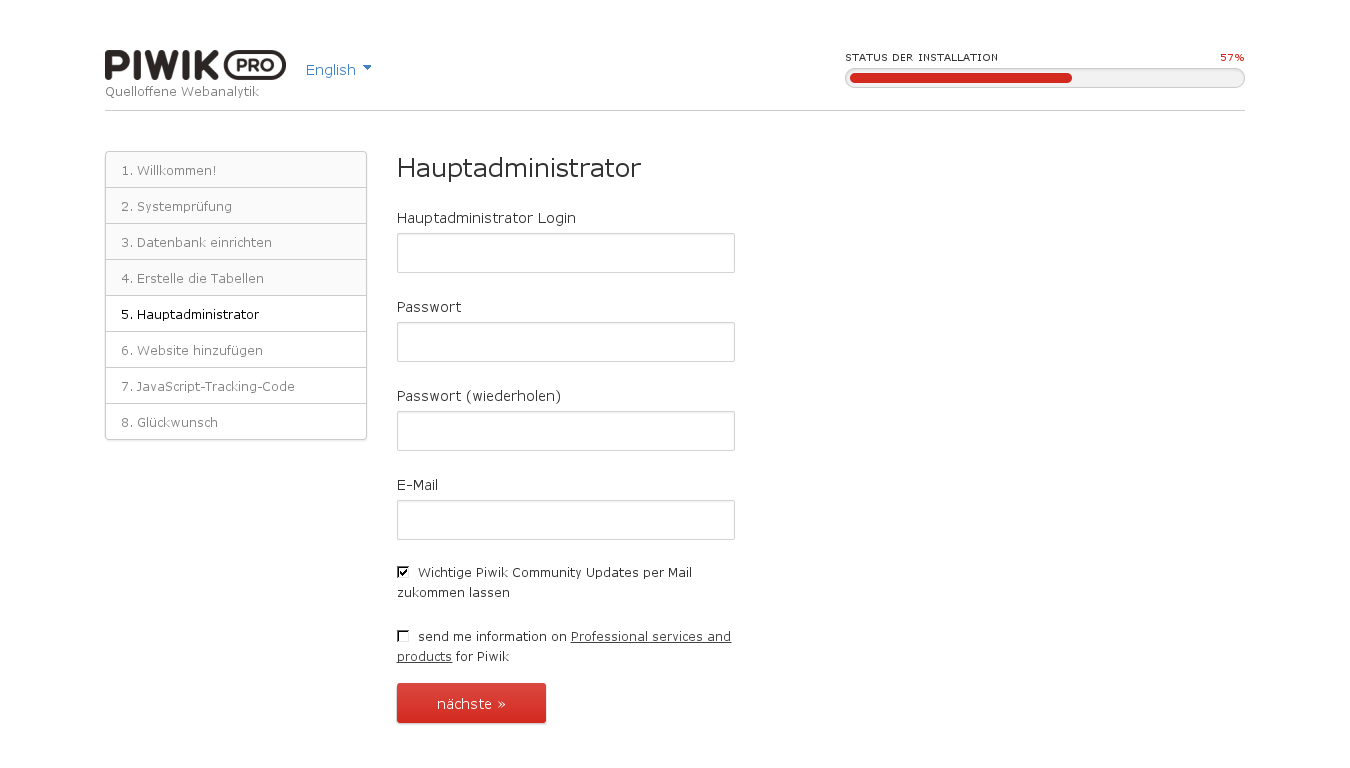 PIWIK PRO
English
Quelloffene Webanalytik
STATUS DER INSTALLATION 57%
1. Willkommen!
2. Systemprüfung
3. Datenbank einrichten
4. Erstelle die Tabellen
5. Hauptadministrator
6. Website hinzufügen
7. JavaScript-Tracking-Code
8. Glückwunsch
Hauptadministrator
Hauptadministrator Login
Passwort
Passwort (wiederholen)
E-Mail
Wichtige Piwik Community Updates per Mail
zukommen lassen
send me information on Professional services and
products for Piwik
nächste »